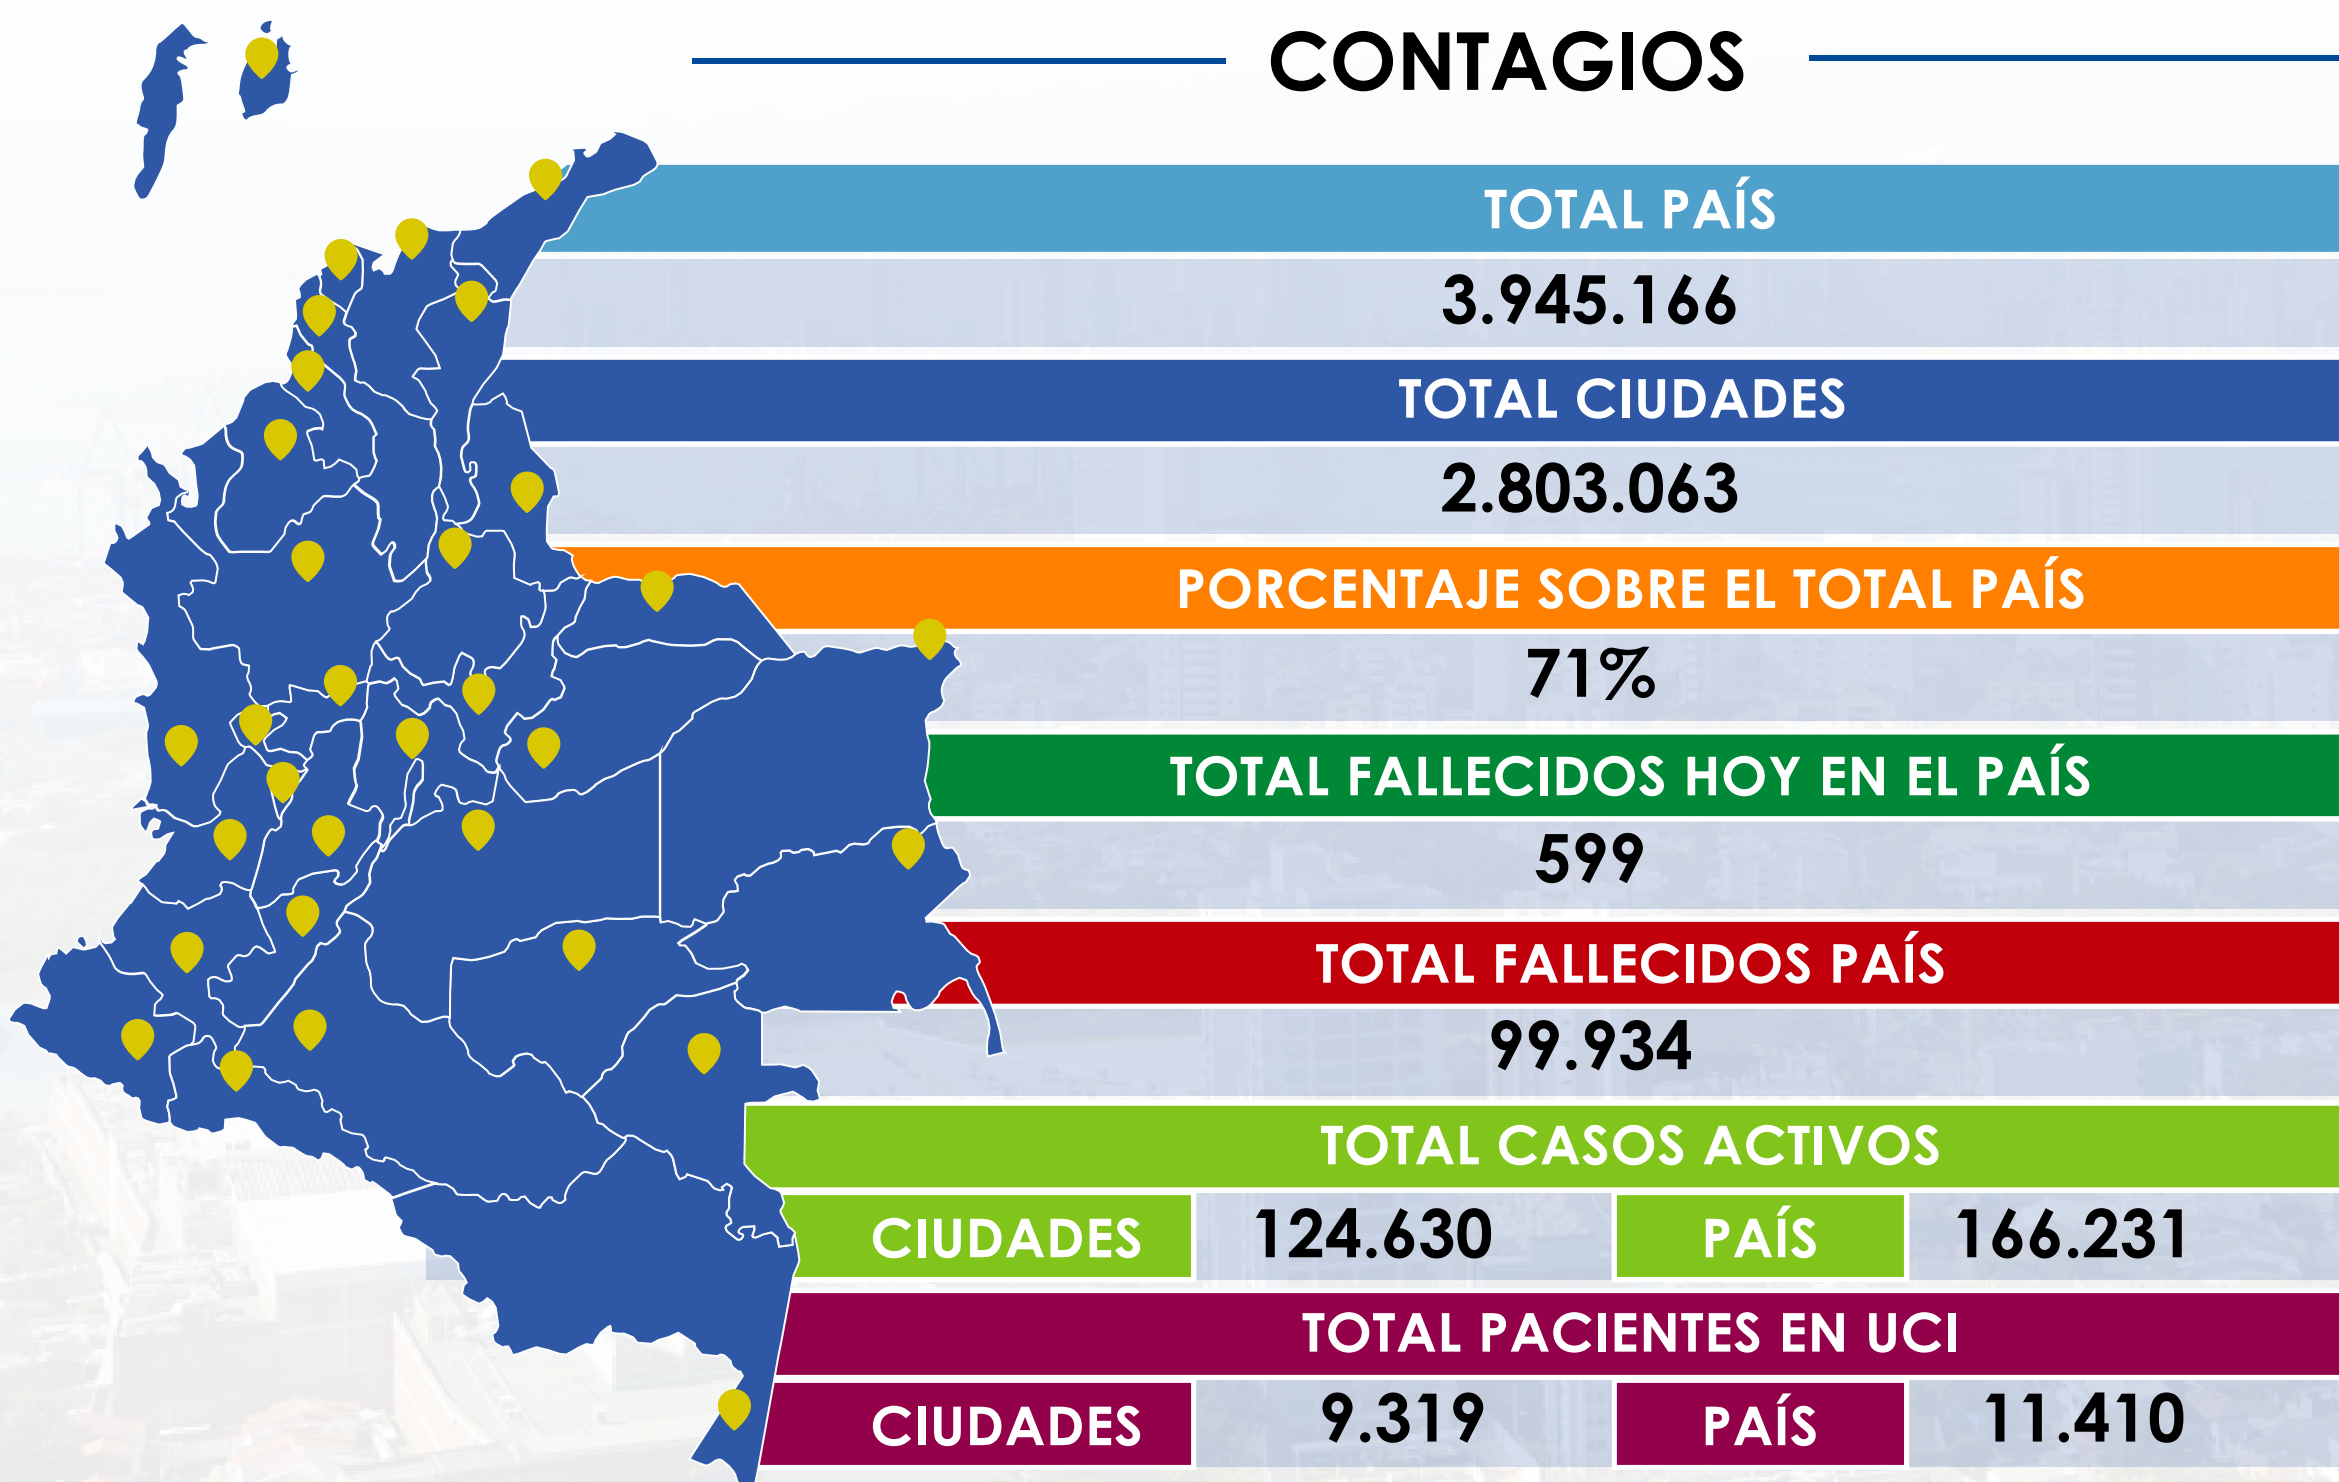 CONTAGIOS
TOTAL PAÍS
3.945.166
TOTAL CIUDADES
2.803.063
PORCENTAJE SOBRE EL TOTAL PAÍS
71%
TOTAL FALLECIDOS HOY EN EL PAÍS
599
TOTAL FALLECIDOS PAÍS
99.934
TOTAL CASOS ACTIVOS
CIUDADES 124.630 PAÍS 166.231
TOTAL PACIENTES EN UCI
CIUDADES 9.319 PAÍS 11.410